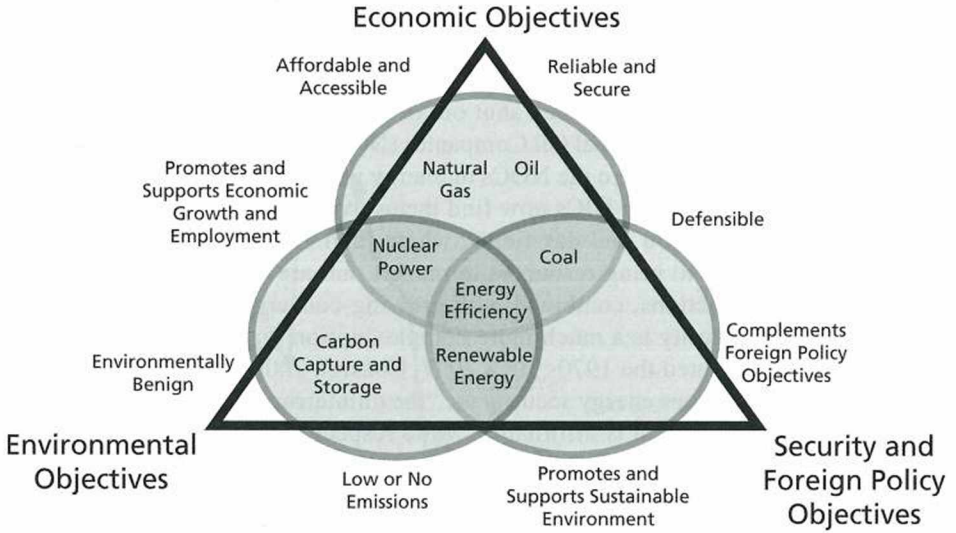 Economic Objectives
Affordable and
Accessible
Reliable and
Secure
Natural
Gas
Oil
Promotes and
Supports Economic
Growth and
Employment
Defensible
Nuclear
Power
Coal
Energy
Efficiency
Carbon
Capture and
Storage
Renewable
Energy
Environmentally
Benign
Complements
Foreign Policy
Objectives
Environmental
Objectives
Security and
Foreign Policy
Objectives
Low or No
Emissions
Promotes and
Supports Sustainable
Environment